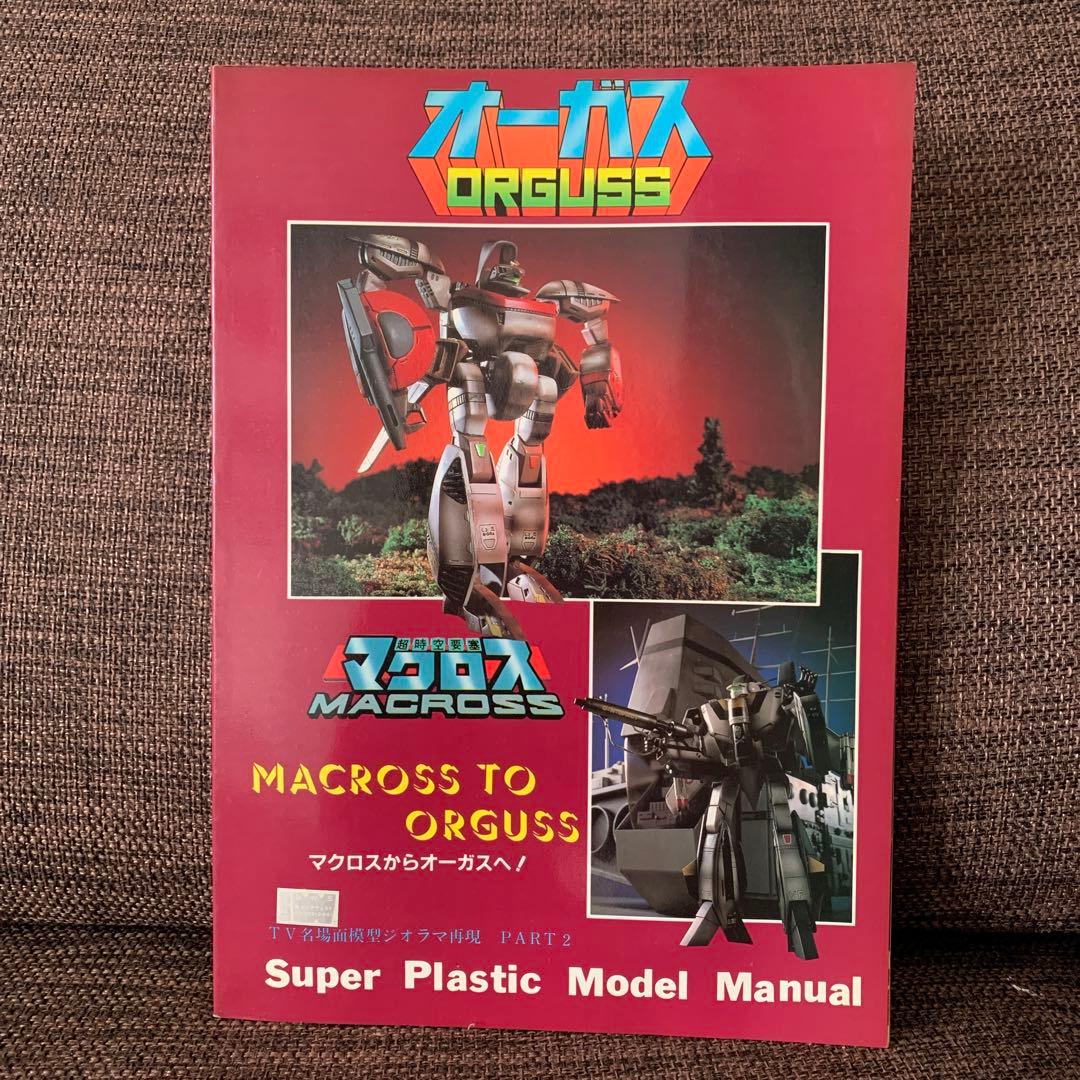 オーガス
ORGUSS
超時空要塞
マクロス
MACROSS
MACROSS TO
ORGUSS
マクロスからオーガスへ!
TV名場面模型ジオラマ再現 PART2
Super Plastic Model Manual